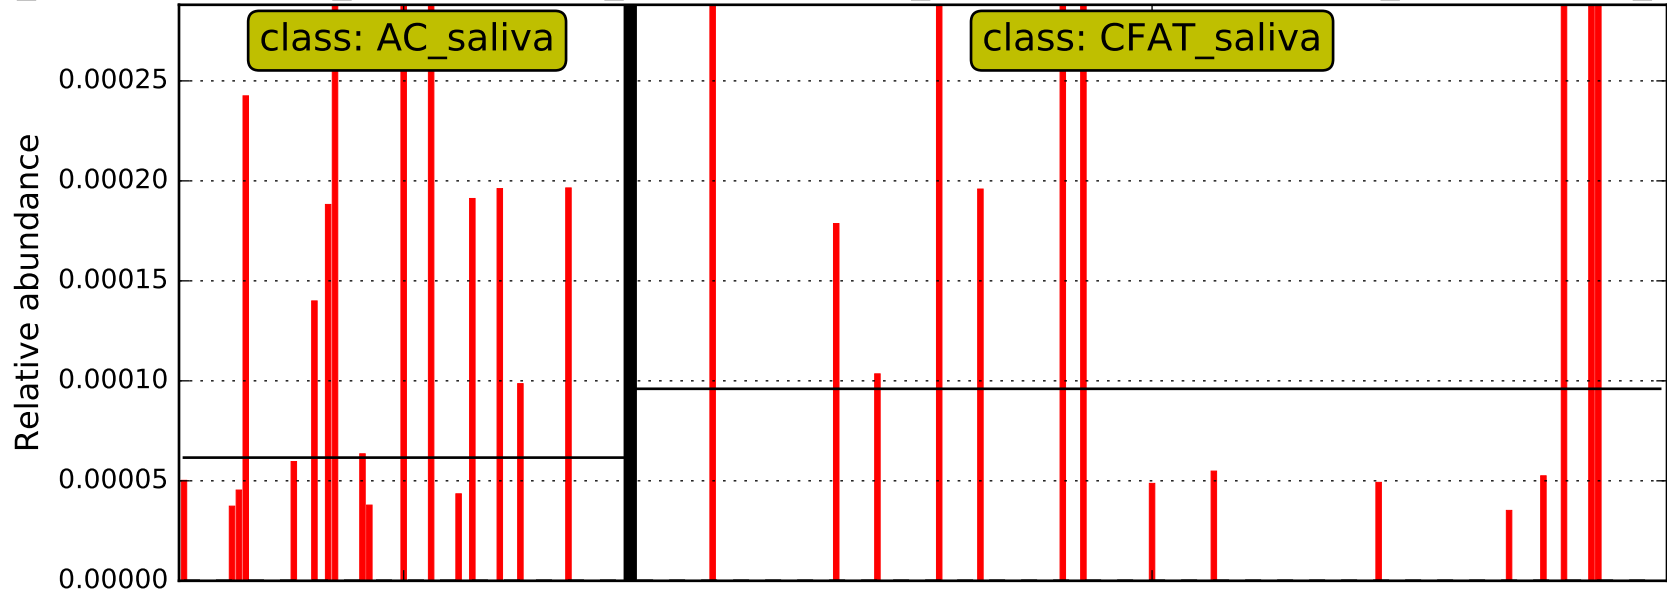 class: AC_saliva
class: CFAT_saliva
0.00025
0.00020
0.00015
0.00010
0.00005
0.00000
Relative abundance